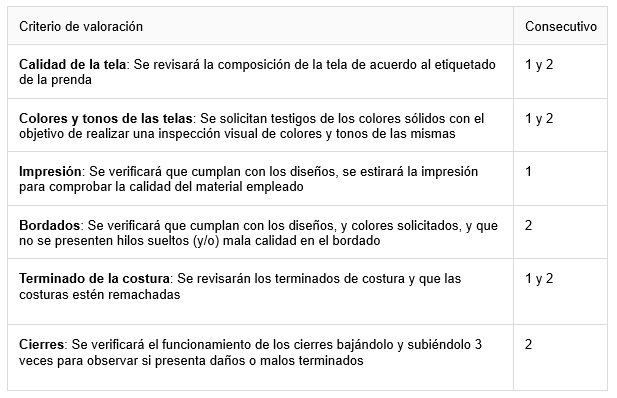 Criterio de valoración
Consecutivo
Calidad de la tela: Se revisará la composición de la tela de acuerdo al etiquetado
de la prenda
1 y 2
Colores y tonos de las telas: Se solicitan testigos de los colores sólidos con el
objetivo de realizar una inspección visual de colores y tonos de las mismas
1 y 2
Impresión: Se verificará que cumplan con los diseños, se estirará la impresión
para comprobar la calidad del material empleado
1
Bordados: Se verificará que cumplan con los diseños, y colores solicitados, y que
no se presenten hilos sueltos (y/o) mala calidad en el bordado
2
Terminado de la costura: Se revisarán los terminados de costura y que las
costuras estén remachadas
1 y 2
Cierres: Se verificará el funcionamiento de los cierres bajándolo y subiéndolo 3
veces para observar si presenta daños o malos terminados
2